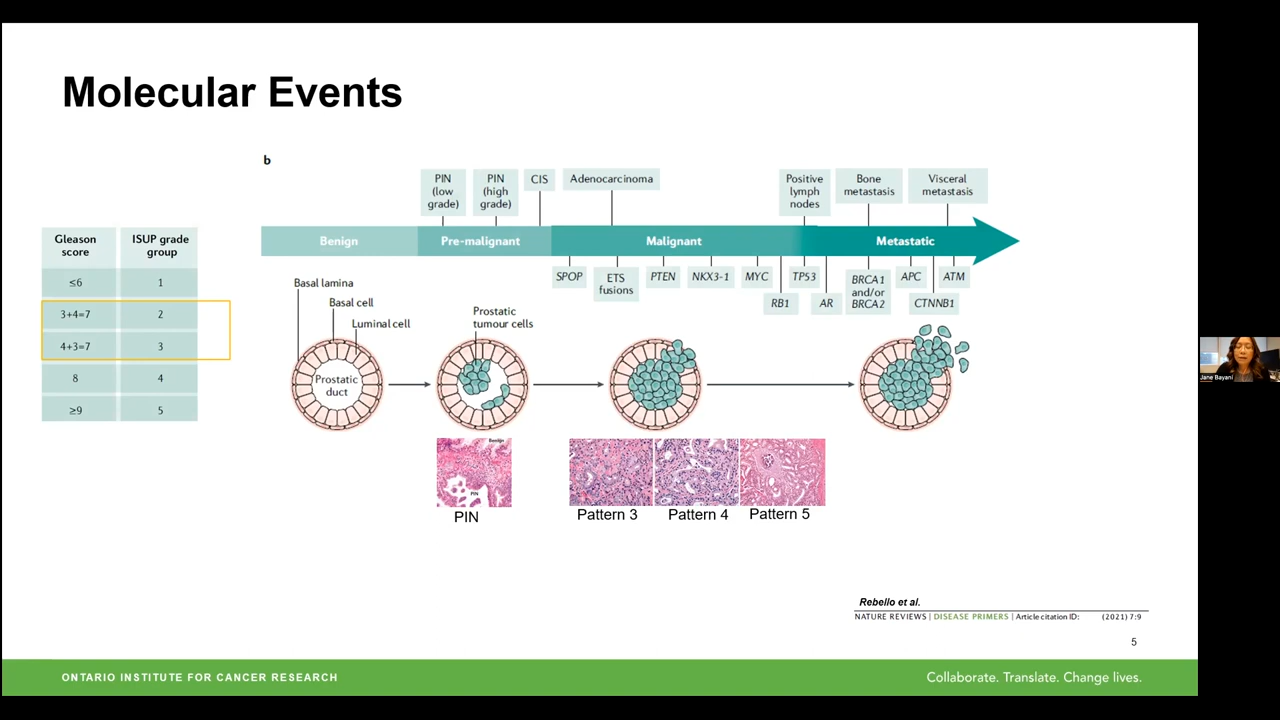 Molecular Events
b
PIN
(low
grade)
PIN
(high
grade)
CIS
Adenocarcinoma
Positive
lymph
nodes
Bone
metastasis
Visceral
metastasis
Benign
Pre-malignant
Malignant
Metastatic
SPOP
ETS
fusions
PTEN
NKX3-1
MYC
RB1
TP53
AR
BRCA1
and/or
BRCA2
APC
CTNNB1
ATM
Gleason
score
ISUP grade
group
≤6 1
3+4=7 2
4+3=7 3
8 4
≥9 5
Basal lamina
Basal cell
Luminal cell
Prostatic
duct
Prostatic
tumour cells
Benign
PIN
PIN
Pattern 3
Pattern 4
Pattern 5
Rebello et al.
NATURE REVIEWS | DISEASE PRIMERS | Article citation ID: (2021) 7:9
5
ONTARIO INSTITUTE FOR CANCER RESEARCH
Collaborate. Translate. Change lives.
Jane Bayani